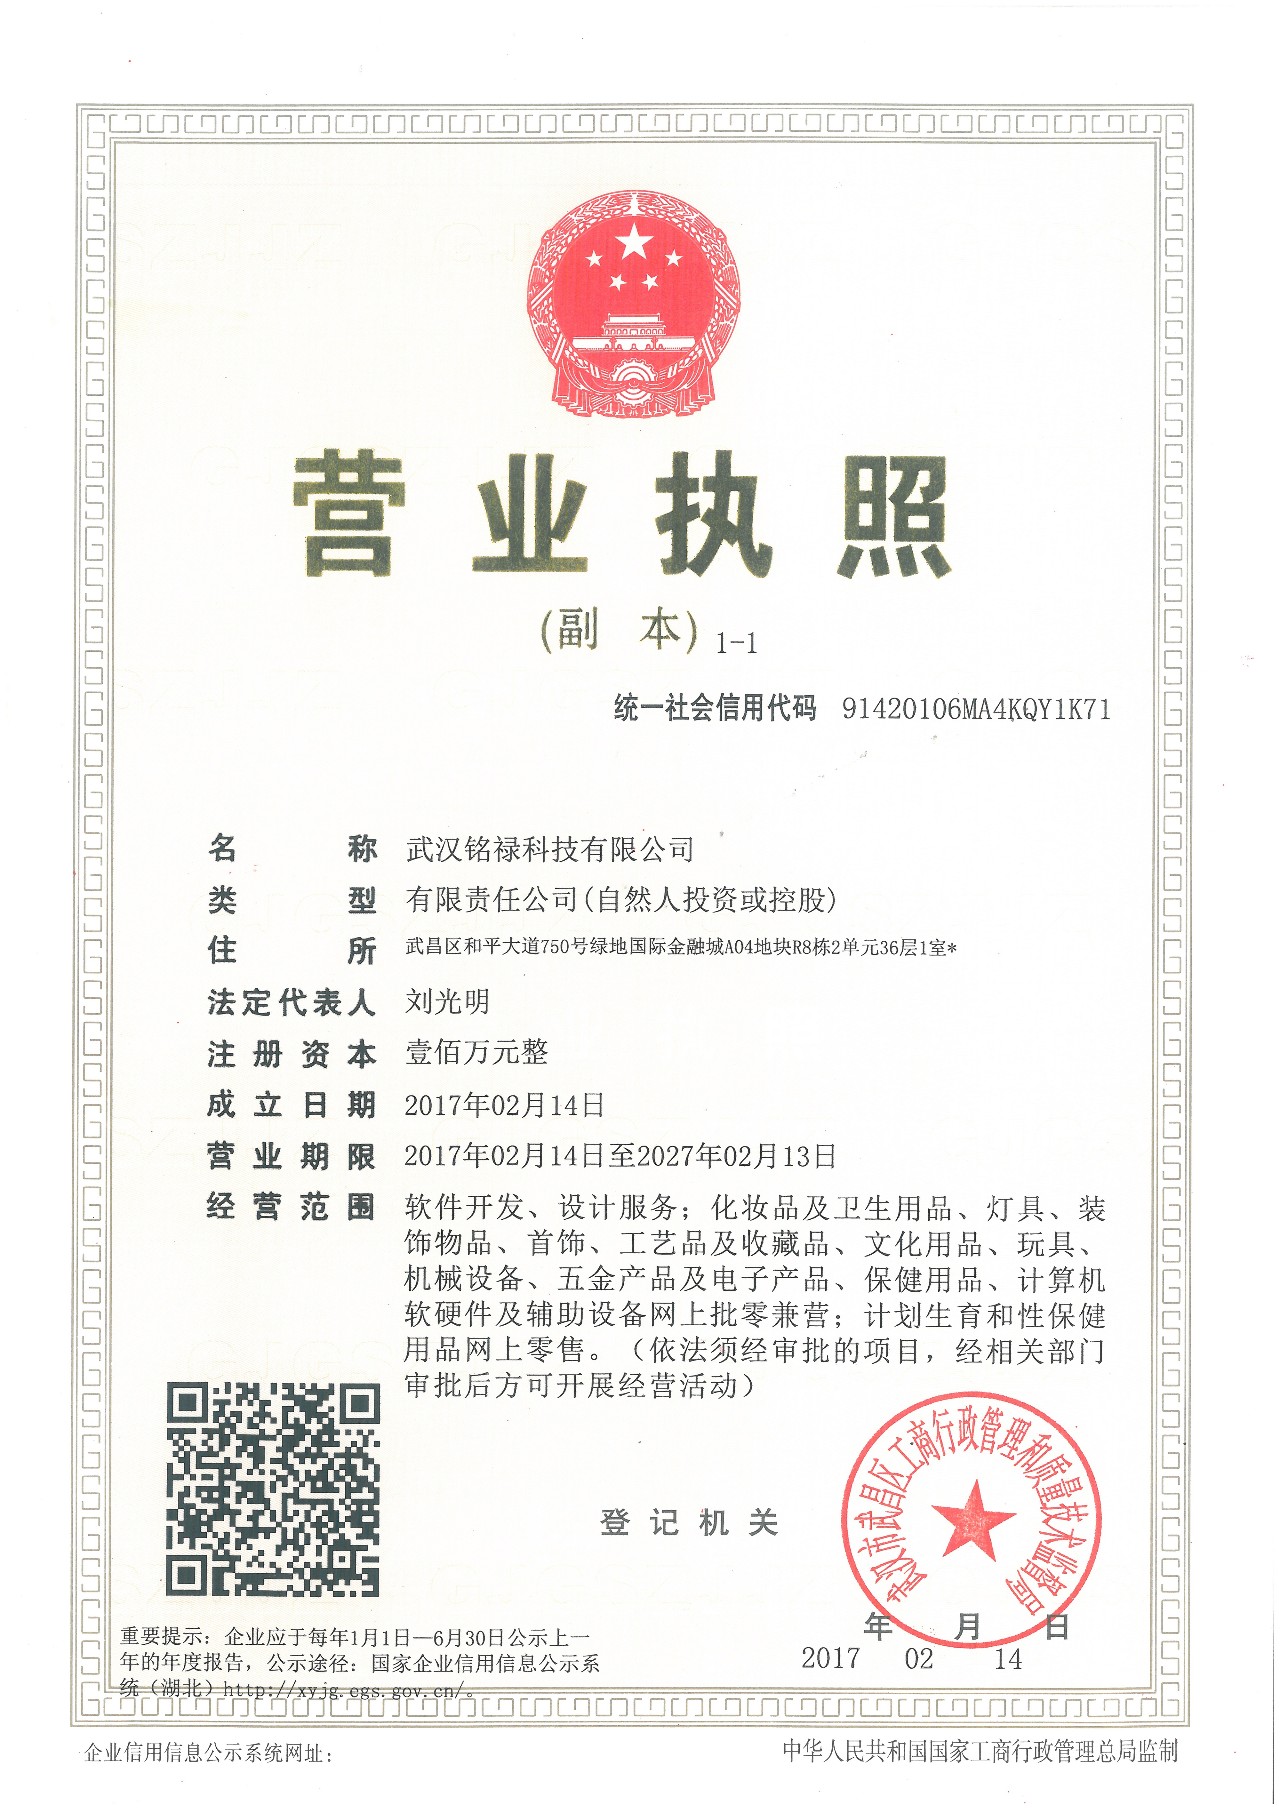 营业执照
(副 本) 1-1
统一社会信用代码 91420106MA4KQY1K71
名称 武汉铭禄科技有限公司
类型 有限责任公司(自然人投资或控股)
住所 武昌区和平大道750号绿地国际金融城A04地块R8栋2单元36层1室*
法定代表人 刘光明
注册资本 壹佰万元整
成立日期 2017年02月14日
营业期限 2017年02月14日至2027年02月13日
经营范围 软件开发、设计服务；化妆品及卫生用品、灯具、装
饰物品、首饰、工艺品及收藏品、文化用品、玩具、
机械设备、五金产品及电子产品、保健用品、计算机
软硬件及辅助设备网上批零兼营；计划生育和性保健
用品网上零售。（依法须经审批的项目，经相关部门
审批后方可开展经营活动）
登记机关
武汉市武昌区工商行政管理和质量技术监督局
年 月 日
2017 02 14
重要提示：企业应于每年1月1日—6月30日公示上一
年的年度报告，公示途径：国家企业信用信息公示系
统（湖北）http://xyjg.egs.gov.cn/。
企业信用信息公示系统网址：
中华人民共和国国家工商行政管理总局监制